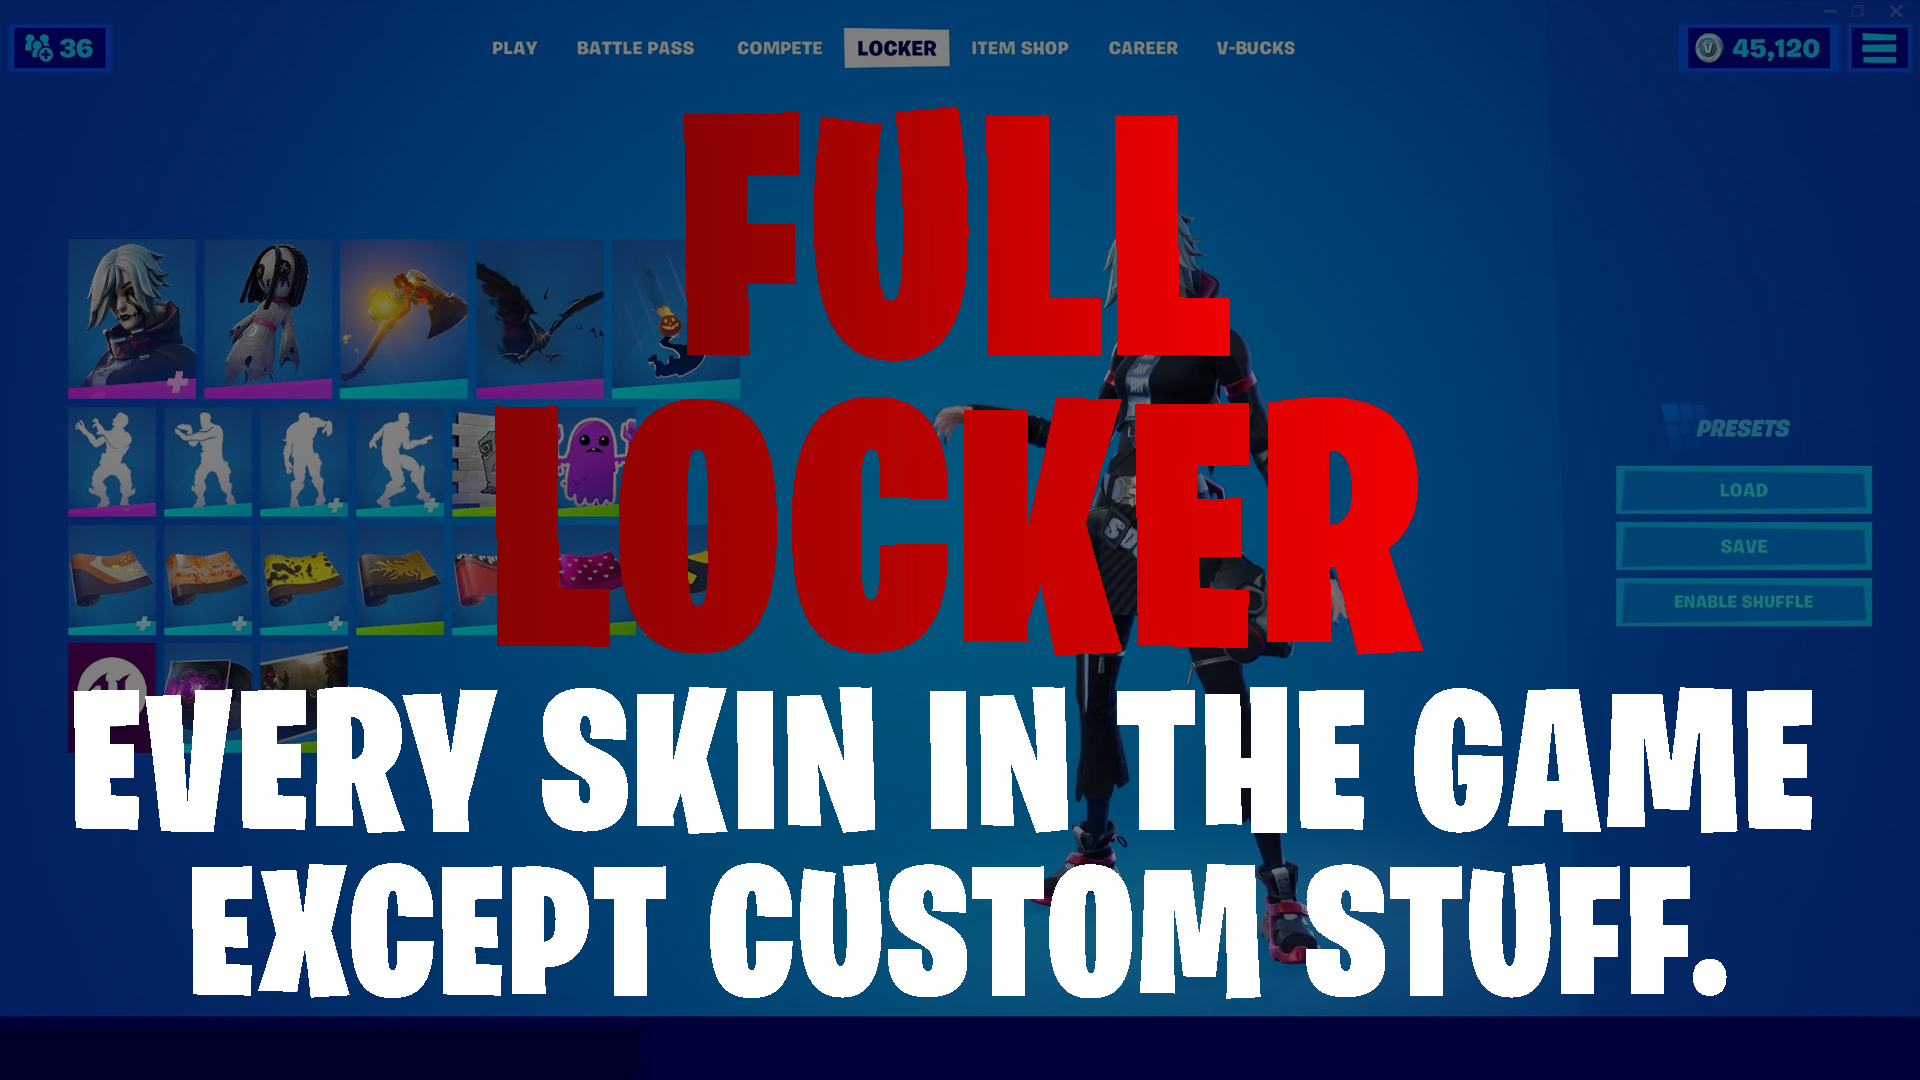 36
PLAY BATTLE PASS COMPETE LOCKER ITEM SHOP CAREER V-BUCKS
45,120
FULL
LOCKER
PRESETS
LOAD
SAVE
ENABLE SHUFFLE
EVERY SKIN IN THE GAME
EXCEPT CUSTOM STUFF.